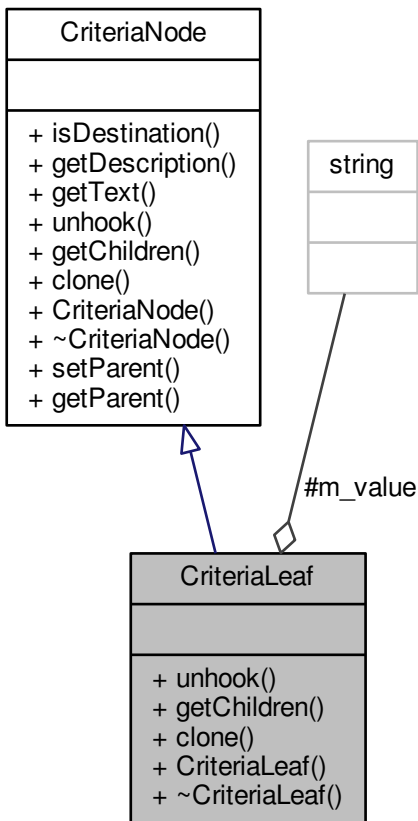 CriteriaNode
+ isDestination()
+ getDescription()
+ getText()
+ unhook()
+ getChildren()
+ clone()
+ CriteriaNode()
+ ~CriteriaNode()
+ setParent()
+ getParent()
string
#m_value
CriteriaLeaf
+ unhook()
+ getChildren()
+ clone()
+ CriteriaLeaf()
+ ~CriteriaLeaf()